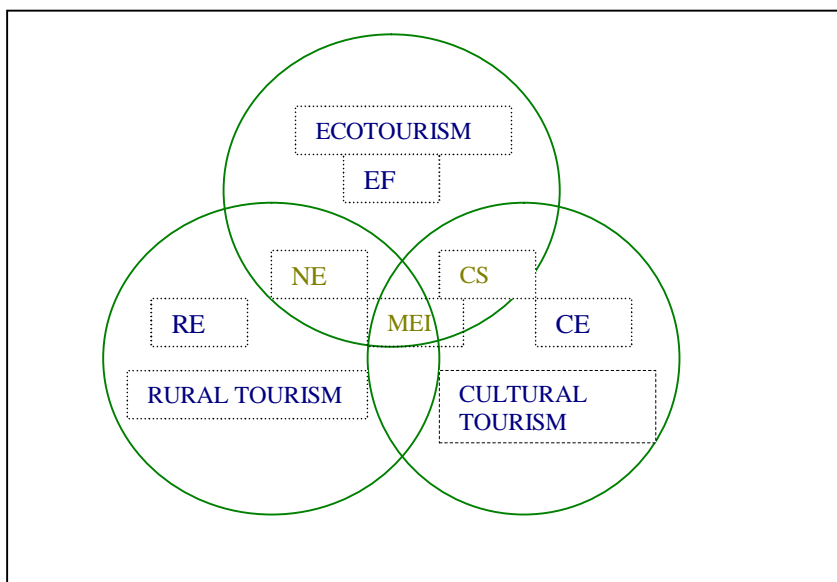 ECOTOURISM
EF
NE
CS
RE
MEI
CE
RURAL TOURISM
CULTURAL
TOURISM